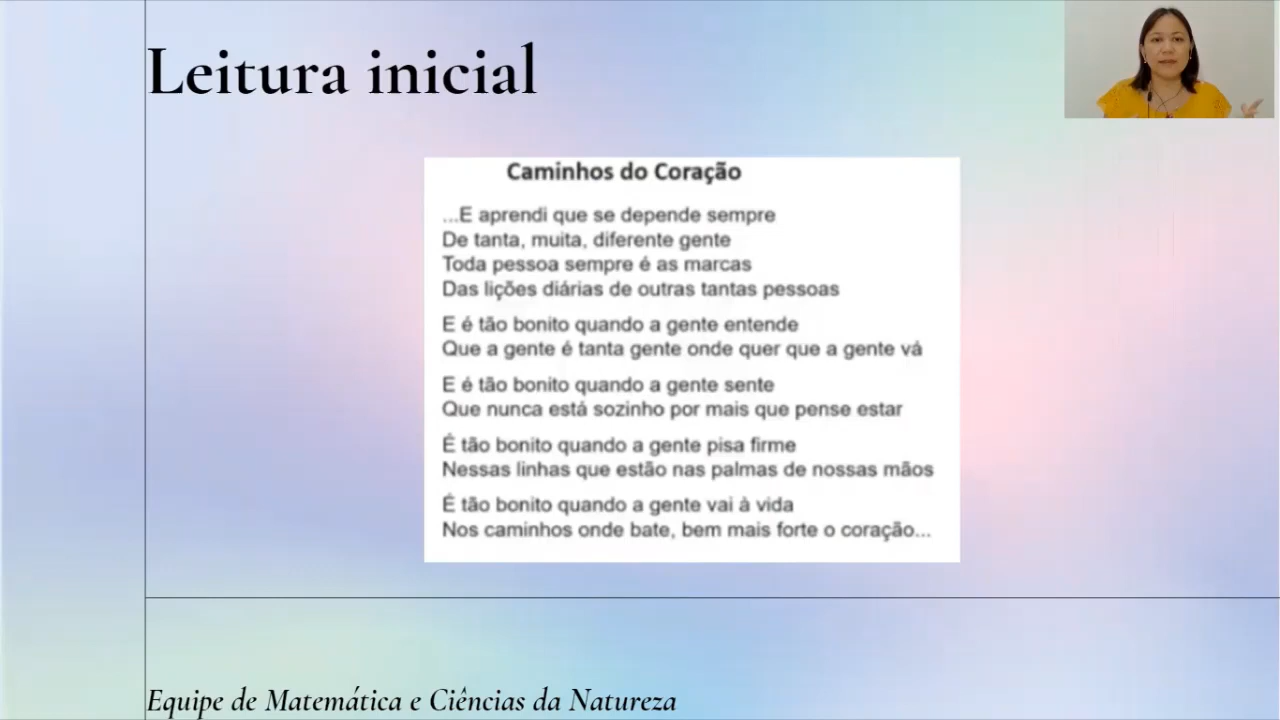 Leitura inicial
Caminhos do Coração
...E aprendi que se depende sempre
De tanta, muita, diferente gente
Toda pessoa sempre é as marcas
Das lições diárias de outras tantas pessoas
E é tão bonito quando a gente entende
Que a gente é tanta gente onde quer que a gente vá
E é tão bonito quando a gente sente
Que nunca está sozinho por mais que pense estar
É tão bonito quando a gente pisa firme
Nessas linhas que estão nas palmas de nossas mãos
É tão bonito quando a gente vai à vida
Nos caminhos onde bate, bem mais forte o coração...
Equipe de Matemática e Ciências da Natureza